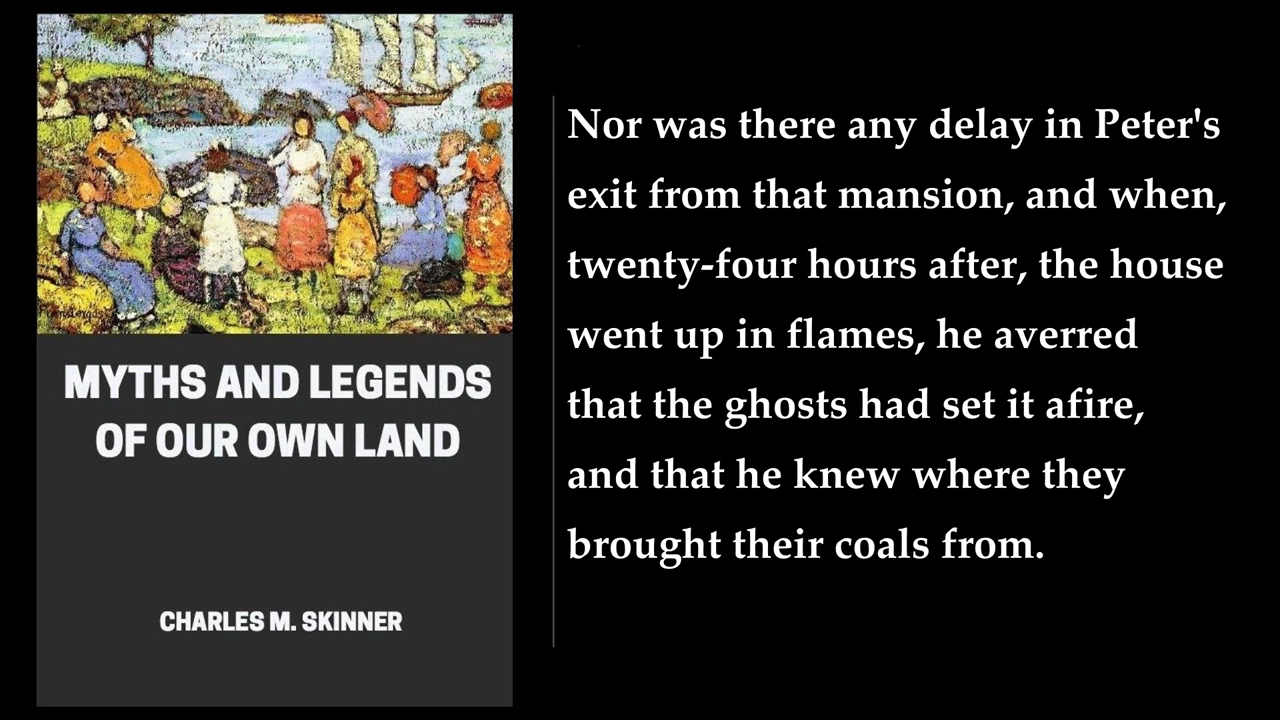 MYTHS AND LEGENDS
OF OUR OWN LAND
CHARLES M. SKINNER
Nor was there any delay in Peter's
exit from that mansion, and when,
twenty-four hours after, the house
went up in flames, he averred
that the ghosts had set it afire,
and that he knew where they
brought their coals from.